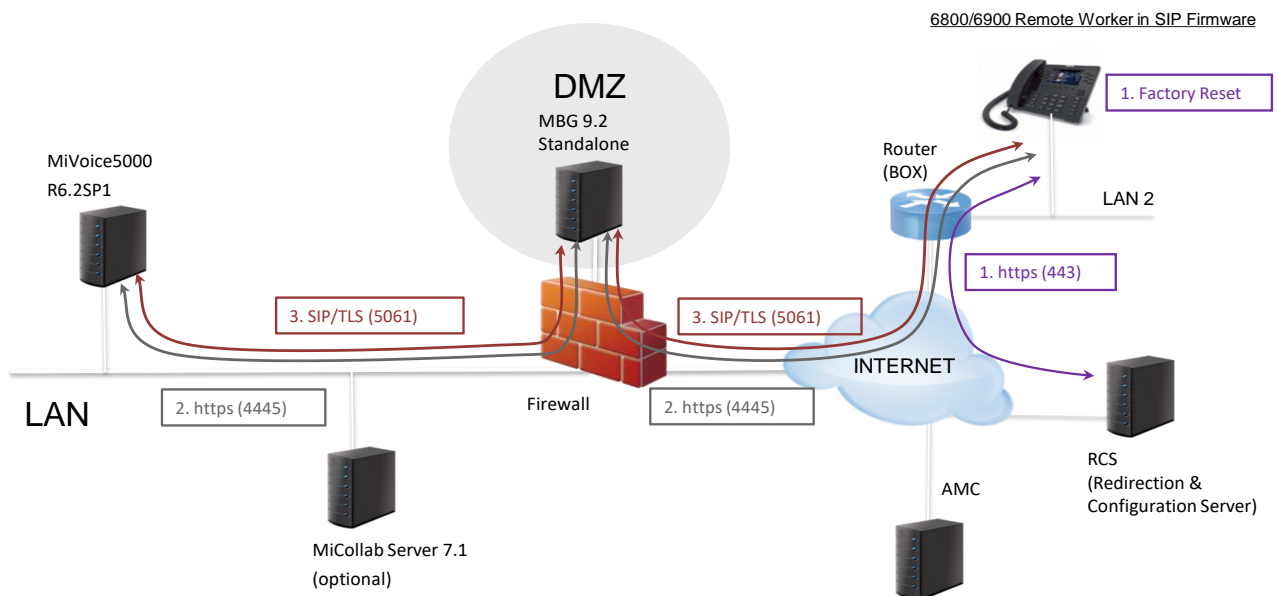 6800/6900 Remote Worker in SIP Firmware
DMZ
MBG 9.2
Standalone
1. Factory Reset
MiVoice5000
R6.2SP1
Router
(BOX)
LAN 2
1. https (443)
3. SIP/TLS (5061)
3. SIP/TLS (5061)
INTERNET
LAN
2. https (4445)
Firewall
2. https (4445)
RCS
(Redirection &
Configuration Server)
AMC
MiCollab Server 7.1
(optional)